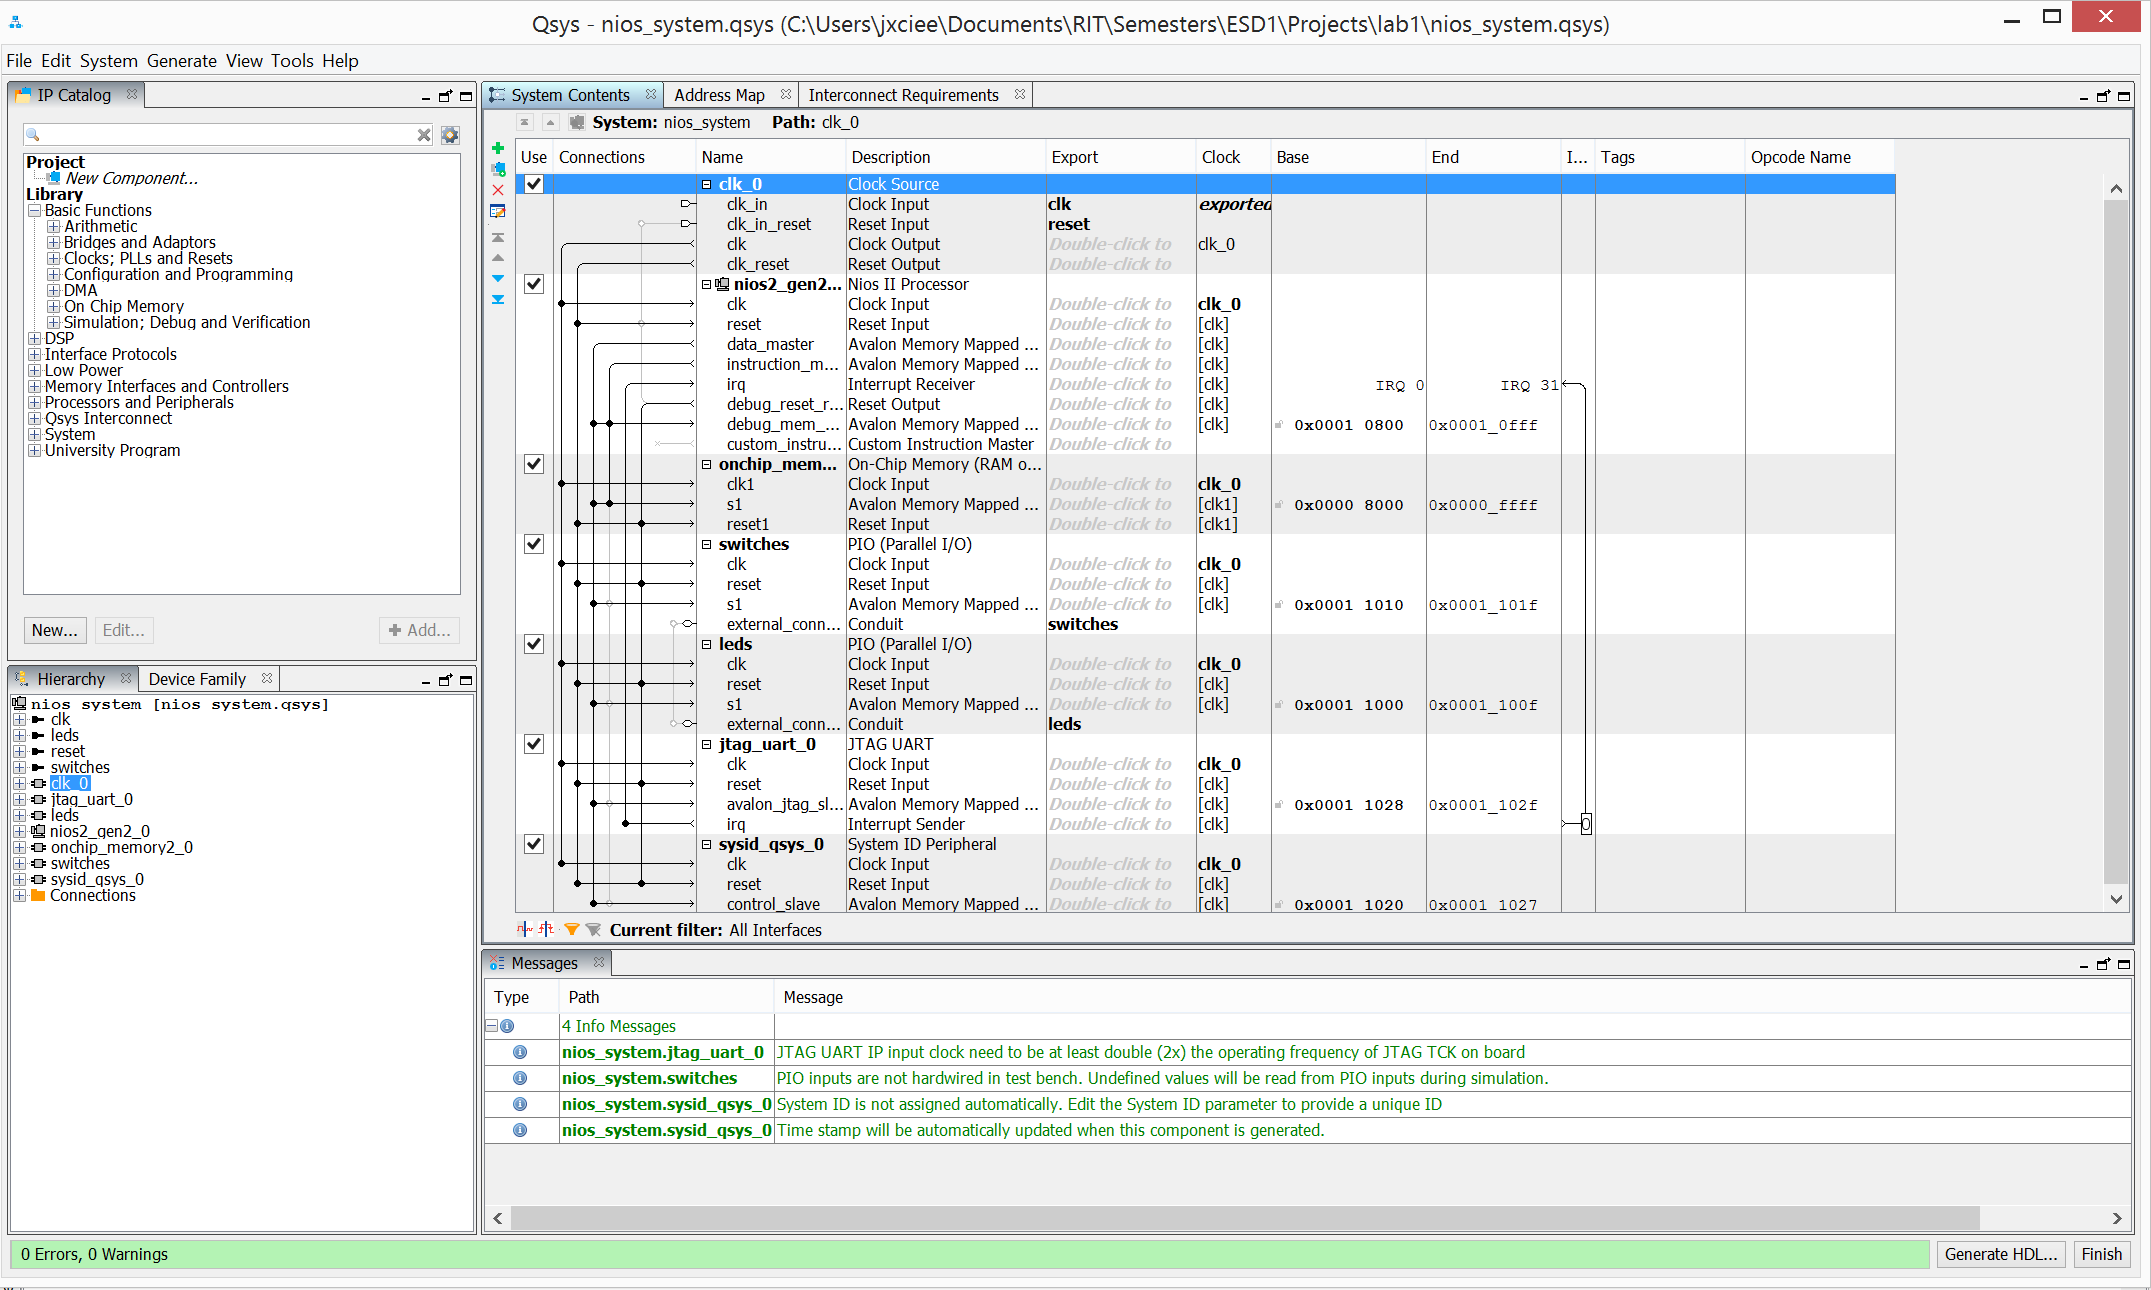 Qsys - nios_system.qsys (C:\Users\jxciee\Documents\RIT\Semesters\ESD1\Projects\lab1\nios_system.qsys)
File Edit System Generate View Tools Help
IP Catalog
Project
New Component...
Library
Basic Functions
Arithmetic
Bridges and Adaptors
Clocks; PLLs and Resets
Configuration and Programming
DMA
On Chip Memory
Simulation; Debug and Verification
DSP
Interface Protocols
Low Power
Memory Interfaces and Controllers
Processors and Peripherals
Qsys Interconnect
System
University Program
New... Edit... Add...
Hierarchy Device Family
nios system [nios system.qsys]
clk
leds
reset
switches
clk_0
jtag_uart_0
leds
nios2_gen2_0
onchip_memory2_0
switches
sysid_qsys_0
Connections
System Contents Address Map Interconnect Requirements
System: nios_system Path: clk_0
Use Connections Name Description Export Clock Base End I... Tags Opcode Name
clk_0 Clock Source
clk_in Clock Input clk exported
clk_in_reset Reset Input reset
clk Clock Output Double-click to clk_0
clk_reset Reset Output Double-click to
nios2_gen2... Nios II Processor
clk Clock Input Double-click to clk_0
reset Reset Input Double-click to [clk]
data_master Avalon Memory Mapped ... Double-click to [clk]
instruction_m... Avalon Memory Mapped ... Double-click to [clk]
irq Interrupt Receiver Double-click to [clk] IRQ 0 IRQ 31
debug_reset_r... Reset Output Double-click to [clk]
debug_mem_... Avalon Memory Mapped ... Double-click to [clk] 0x0001 0800 0x0001_0fff
custom_instru... Custom Instruction Master Double-click to
onchip_mem... On-Chip Memory (RAM o...
clk1 Clock Input Double-click to clk_0
s1 Avalon Memory Mapped ... Double-click to [clk1] 0x0000 8000 0x0000_ffff
reset1 Reset Input Double-click to [clk1]
switches PIO (Parallel I/O)
clk Clock Input Double-click to clk_0
reset Reset Input Double-click to [clk]
s1 Avalon Memory Mapped ... Double-click to [clk] 0x0001 1010 0x0001_101f
external_conn... Conduit switches
leds PIO (Parallel I/O)
clk Clock Input Double-click to clk_0
reset Reset Input Double-click to [clk]
s1 Avalon Memory Mapped ... Double-click to [clk] 0x0001 1000 0x0001_100f
external_conn... Conduit leds
jtag_uart_0 JTAG UART
clk Clock Input Double-click to clk_0
reset Reset Input Double-click to [clk]
avalon_jtag_sl... Avalon Memory Mapped ... Double-click to [clk] 0x0001 1028 0x0001_102f
irq Interrupt Sender Double-click to [clk] 0
sysid_qsys_0 System ID Peripheral
clk Clock Input Double-click to clk_0
reset Reset Input Double-click to [clk]
control_slave Avalon Memory Mapped ... Double-click to [clk] 0x0001 1020 0x0001 1027
Current filter: All Interfaces
Messages
Type Path Message
4 Info Messages
nios_system.jtag_uart_0 JTAG UART IP input clock need to be at least double (2x) the operating frequency of JTAG TCK on board
nios_system.switches PIO inputs are not hardwired in test bench. Undefined values will be read from PIO inputs during simulation.
nios_system.sysid_qsys_0 System ID is not assigned automatically. Edit the System ID parameter to provide a unique ID
nios_system.sysid_qsys_0 Time stamp will be automatically updated when this component is generated.
0 Errors, 0 Warnings Generate HDL... Finish